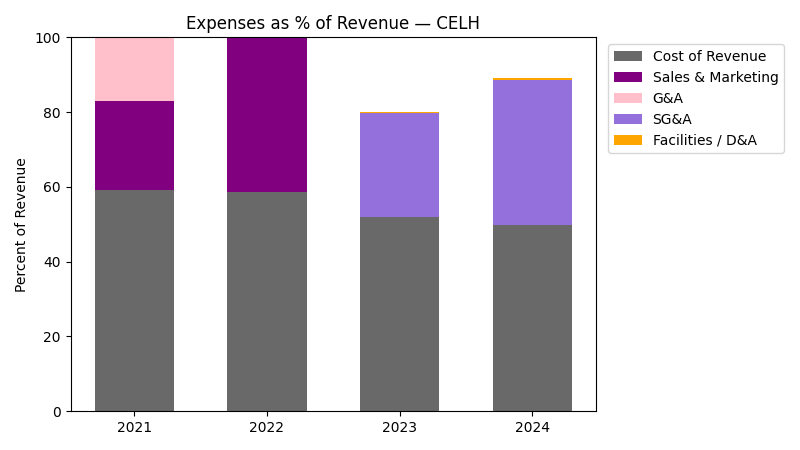 Expenses as % of Revenue — CELH
Percent of Revenue
100
80
60
40
20
0
2021
2022
2023
2024
Cost of Revenue
Sales & Marketing
G&A
SG&A
Facilities / D&A